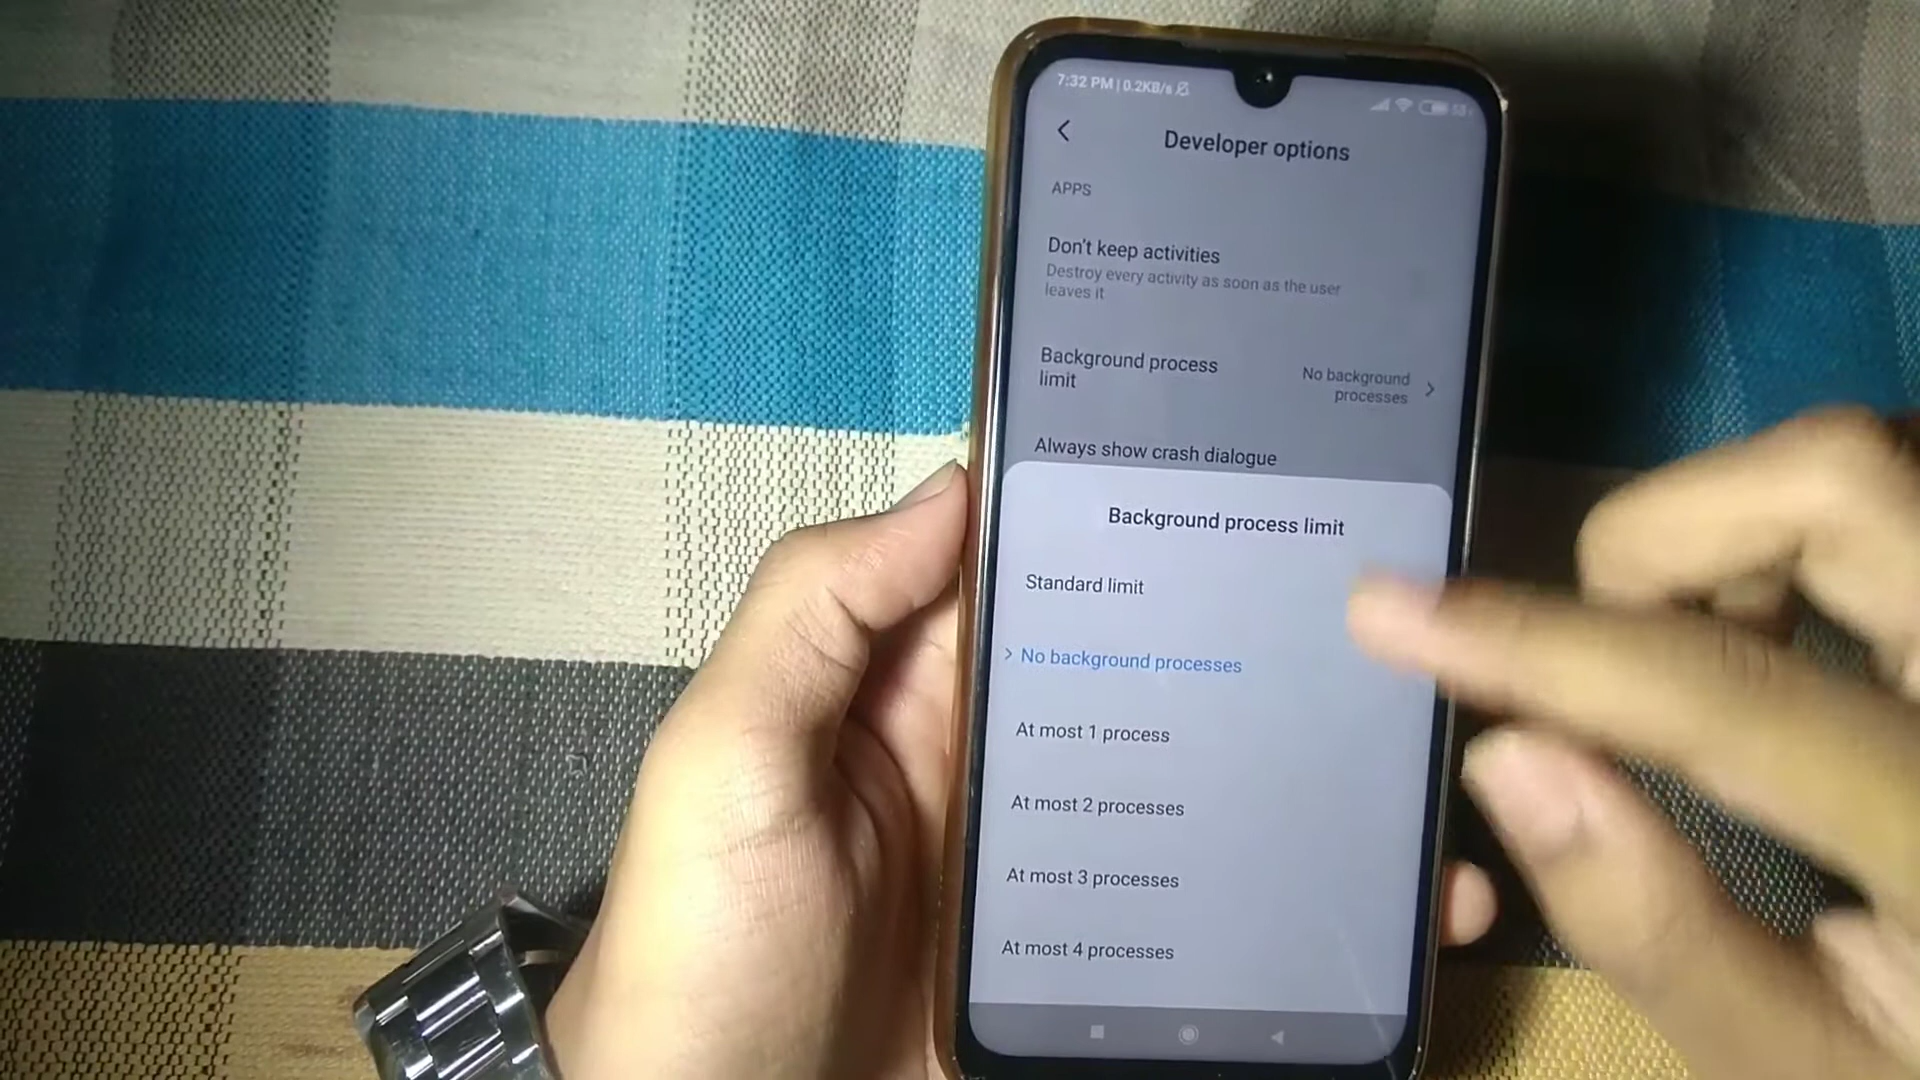 7:32 PM | 0.2KB/s
Developer options
APPS
Don't keep activities
Destroy every activity as soon as the user
leaves it
Background process
limit
No background
processes
Always show crash dialogue
Background process limit
Standard limit
No background processes
At most 1 process
At most 2 processes
At most 3 processes
At most 4 processes